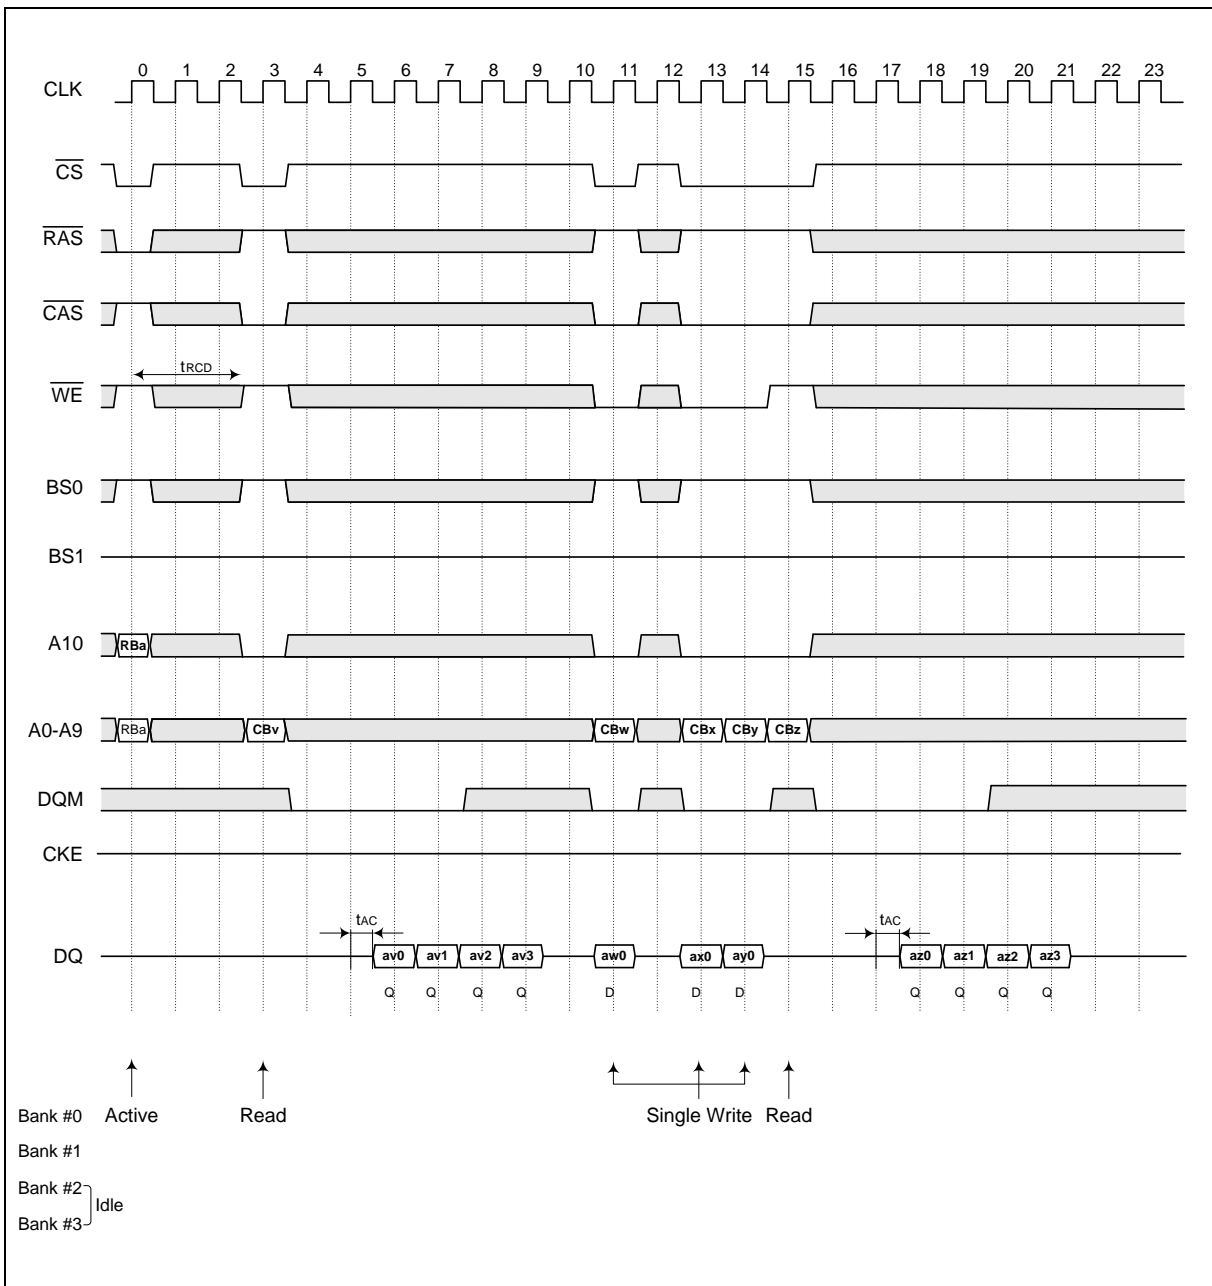 0 1 2 3 4 5 6 7 8 9 10 11 12 13 14 15 16 17 18 19 20 21 22 23
CLK
CS
RAS
CAS
tRCD
WE
BS0
BS1
A10 RBa
A0-A9 RBa CBv CBw CBx CBy CBz
DQM
CKE
tAC tAC
DQ av0 av1 av2 av3 aw0 ax0 ay0 az0 az1 az2 az3
Q Q Q Q D D D Q Q Q Q
Bank #0 Active Read Single Write Read
Bank #1
Bank #2
Idle
Bank #3